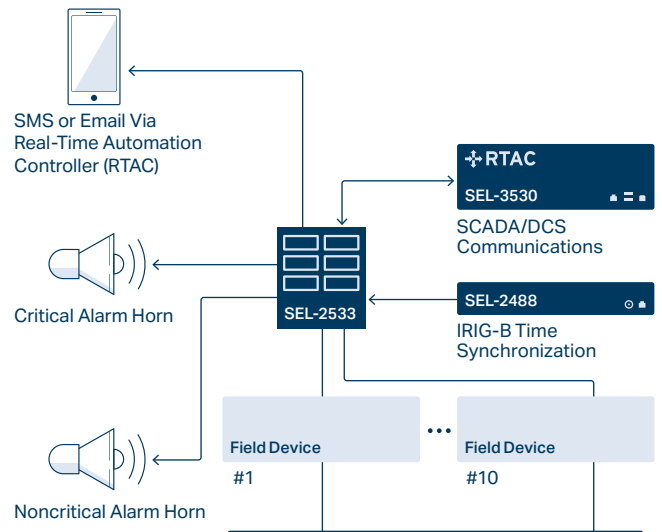 SMS or Email Via
Real-Time Automation
Controller (RTAC)
RTAC
SEL-3530
SCADA/DCS
Communications
Critical Alarm Horn
SEL-2533
SEL-2488
IRIG-B Time
Synchronization
Field Device
#1
Field Device
#10
Noncritical Alarm Horn